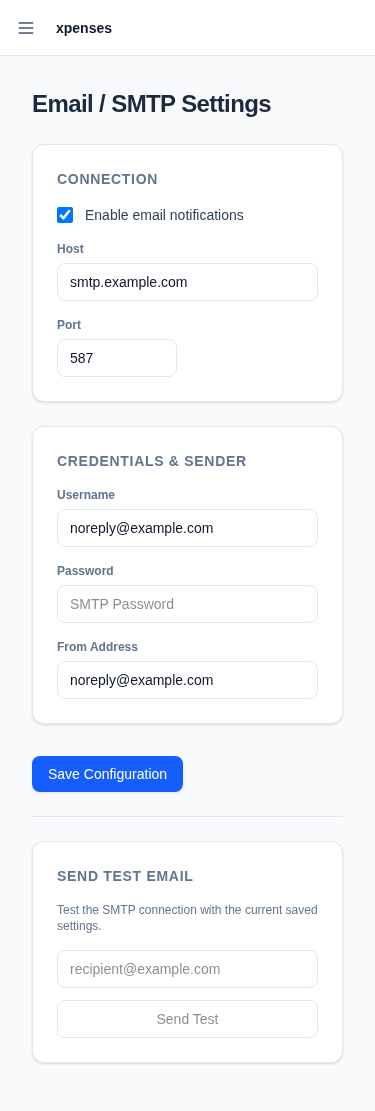 xpenses
Email / SMTP Settings
CONNECTION
Enable email notifications
Host
smtp.example.com
Port
587
CREDENTIALS & SENDER
Username
noreply@example.com
Password
SMTP Password
From Address
noreply@example.com
Save Configuration
SEND TEST EMAIL
Test the SMTP connection with the current saved
settings.
recipient@example.com
Send Test